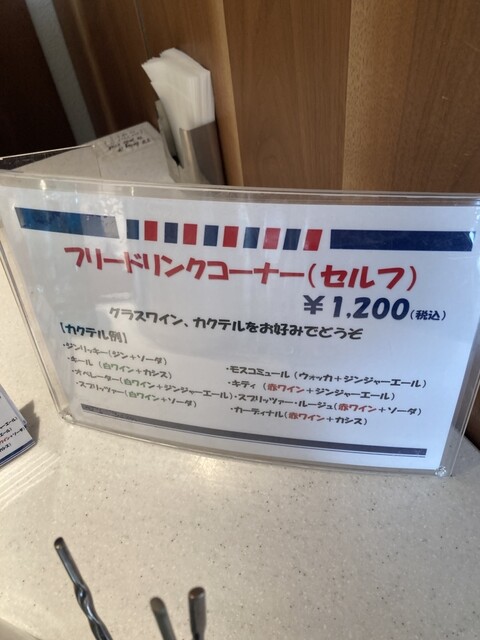 フリードリンクコーナー(セルフ)
￥1,200(税込)
グラスワイン、カクテルをお好みでどうぞ
【カクテル例】
・ジンリッキー(ジン+ソーダ)
・キール (白ワイン+カシス)
・オペレーター(白ワイン+ジンジャーエール)
・スプリッツァー(白ワイン+ソーダ)
・モスコミュール (ウォッカ+ジンジャーエール)
・キティ (赤ワイン+ジンジャーエール)
・スプリッツァー・ルージュ(赤ワイン+ソーダ)
・カーディナル(赤ワイン+カシス)